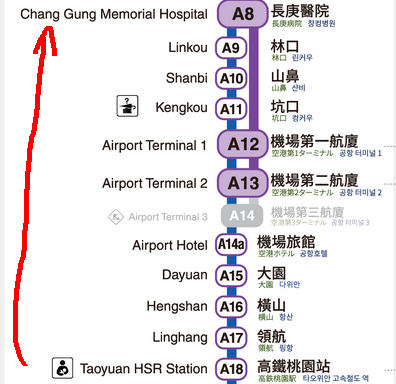 Chang Gung Memorial Hospital A8 長庚醫院
長庚病院 창겅병원
Linkou A9 林口
林口 린커우
Shanbi A10 山鼻
山鼻 산비
Kengkou A11 坑口
坑口 컹커우
Airport Terminal 1 A12 機場第一航廈
空港第1ターミナル 공항 터미널 1
Airport Terminal 2 A13 機場第二航廈
空港第2ターミナル 공항 터미널 2
Airport Terminal 3 A14 機場第三航廈
空港第3ターミナル 공항 터미널 3
Airport Hotel A14a 機場旅館
空港ホテル 공항호텔
Dayuan A15 大園
大園 다위안
Hengshan A16 橫山
橫山 헝산
Linghang A17 領航
領航 링항
Taoyuan HSR Station A18 高鐵桃園站
高鉄桃園駅 타오위안 고속철도 역